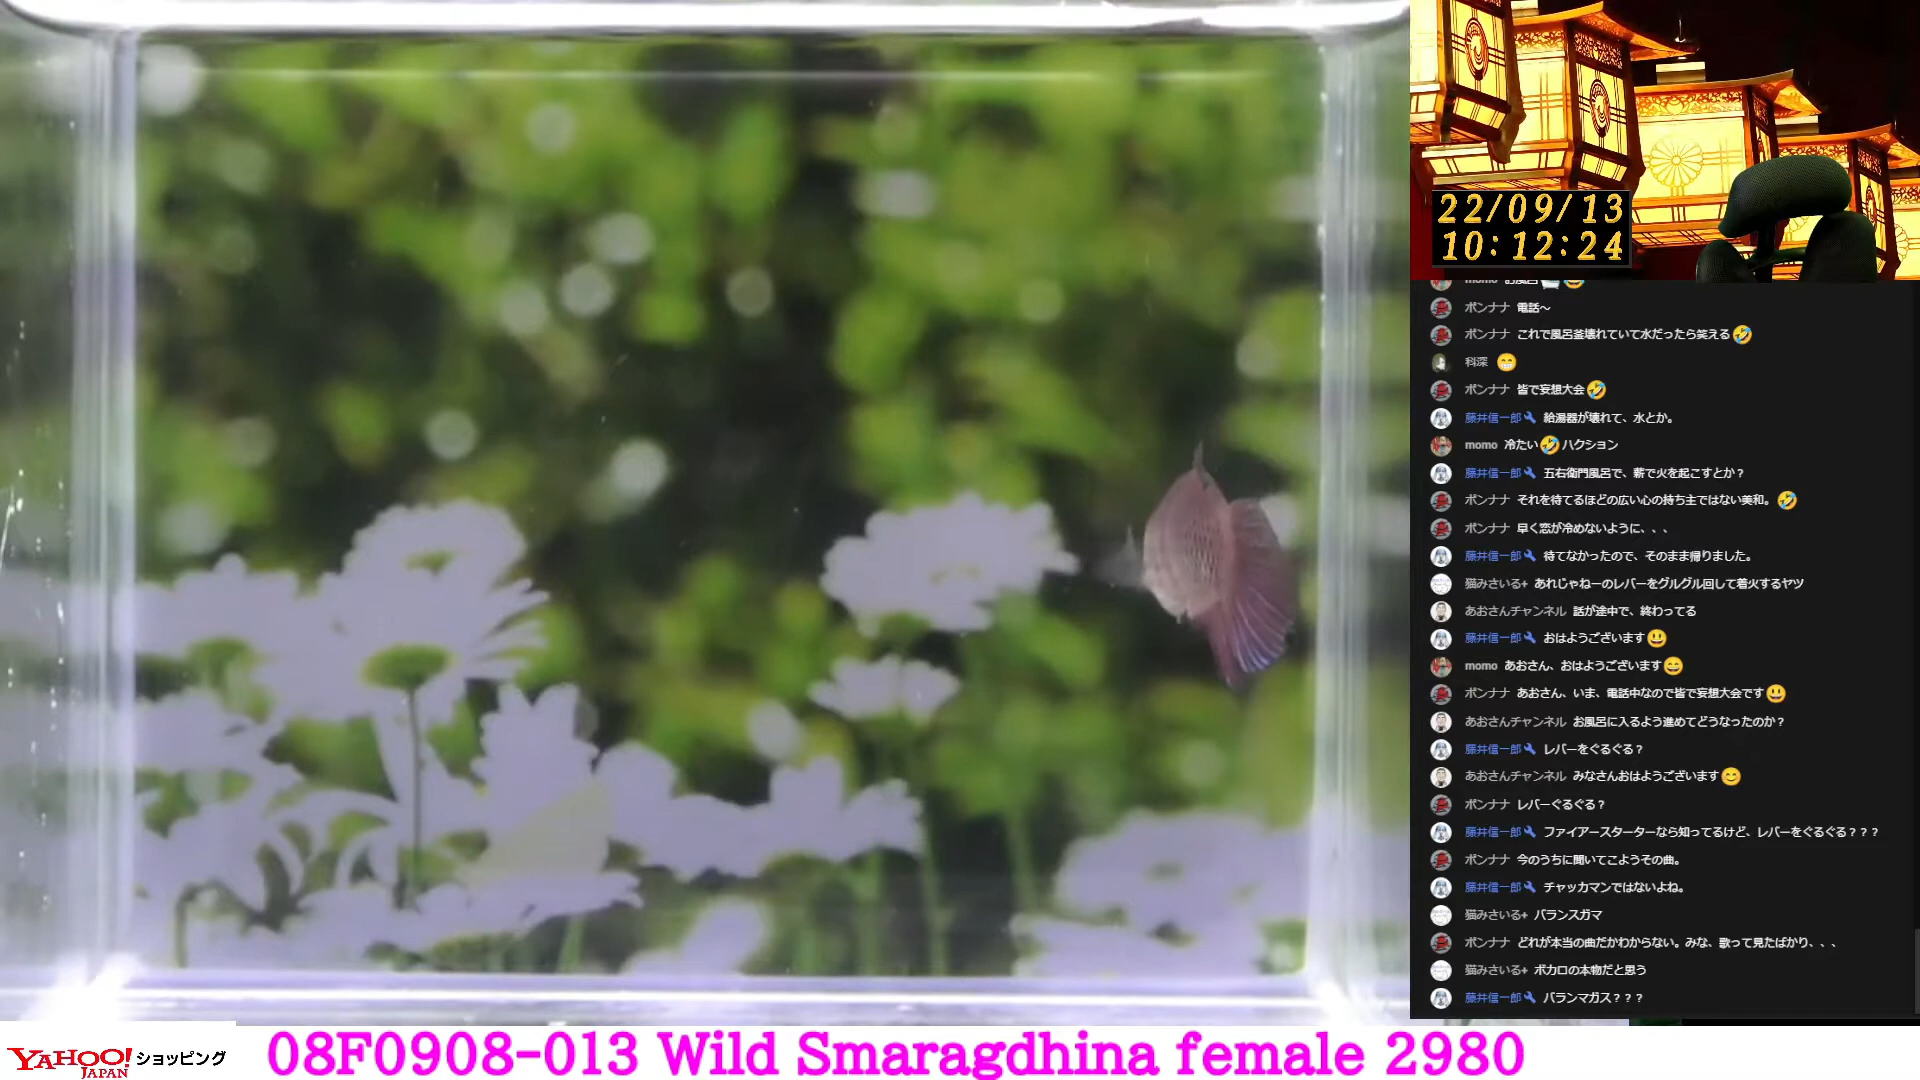 22/09/13
10:12:24
momo お風呂
ボンナナ 電話～
ボンナナ これで風呂釜壊れていて水だったら笑える🤣
科深 😁
ボンナナ 皆で妄想大会🤣
藤井信一郎 給湯器が壊れて、水とか。
momo 冷たい🤣ハクション
藤井信一郎 五右衛門風呂で、薪で火を起こすとか？
ボンナナ それを待てるほどの広い心の持ち主ではない美和。🤣
ボンナナ 早く恋が冷めないように、、、
藤井信一郎 待てなかったので、そのまま帰りました。
猫みさいる+ あれじゃねーのレバーをグルグル回して着火するヤツ
あおさんチャンネル 話が途中で、終わってる
藤井信一郎 おはようございます😃
momo あおさん、おはようございます😄
ボンナナ あおさん、いま、電話中なので皆で妄想大会です😃
あおさんチャンネル お風呂に入るよう進めてどうなったのか？
藤井信一郎 レバーをぐるぐる？
あおさんチャンネル みなさんおはようございます😊
ボンナナ レバーぐるぐる？
藤井信一郎 ファイアースターターなら知ってるけど、レバーをぐるぐる？？？
ボンナナ 今のうちに聞いてこようその曲。
藤井信一郎 チャッカマンではないよね。
猫みさいる+ バランスガマ
ボンナナ どれが本当の曲だかわからない。みな、歌って見たばかり、、、
猫みさいる+ ボカロの本物だと思う
藤井信一郎 バランマガス？？？
YAHOO! JAPAN ショッピング
08F0908-013 Wild Smaragdhina female 2980